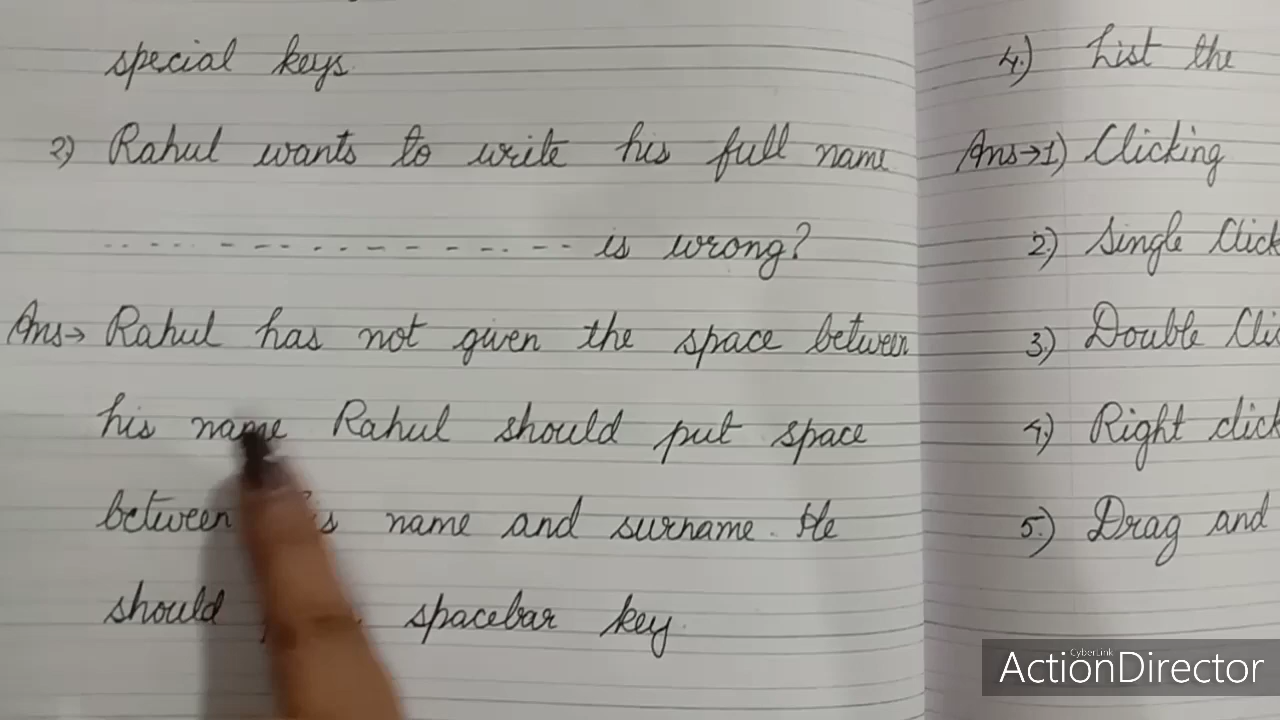 special keys.
2) Rahul wants to write his full name
is wrong?
Ans→ Rahul has not given the space between
his name Rahul should put space
between his name and surname. He
should spacebar key.
4.) List the
Ans→1) Clicking
2.) Single Click
3.) Double Cli
4.) Right click
5.) Drag and
CyberLink
ActionDirector